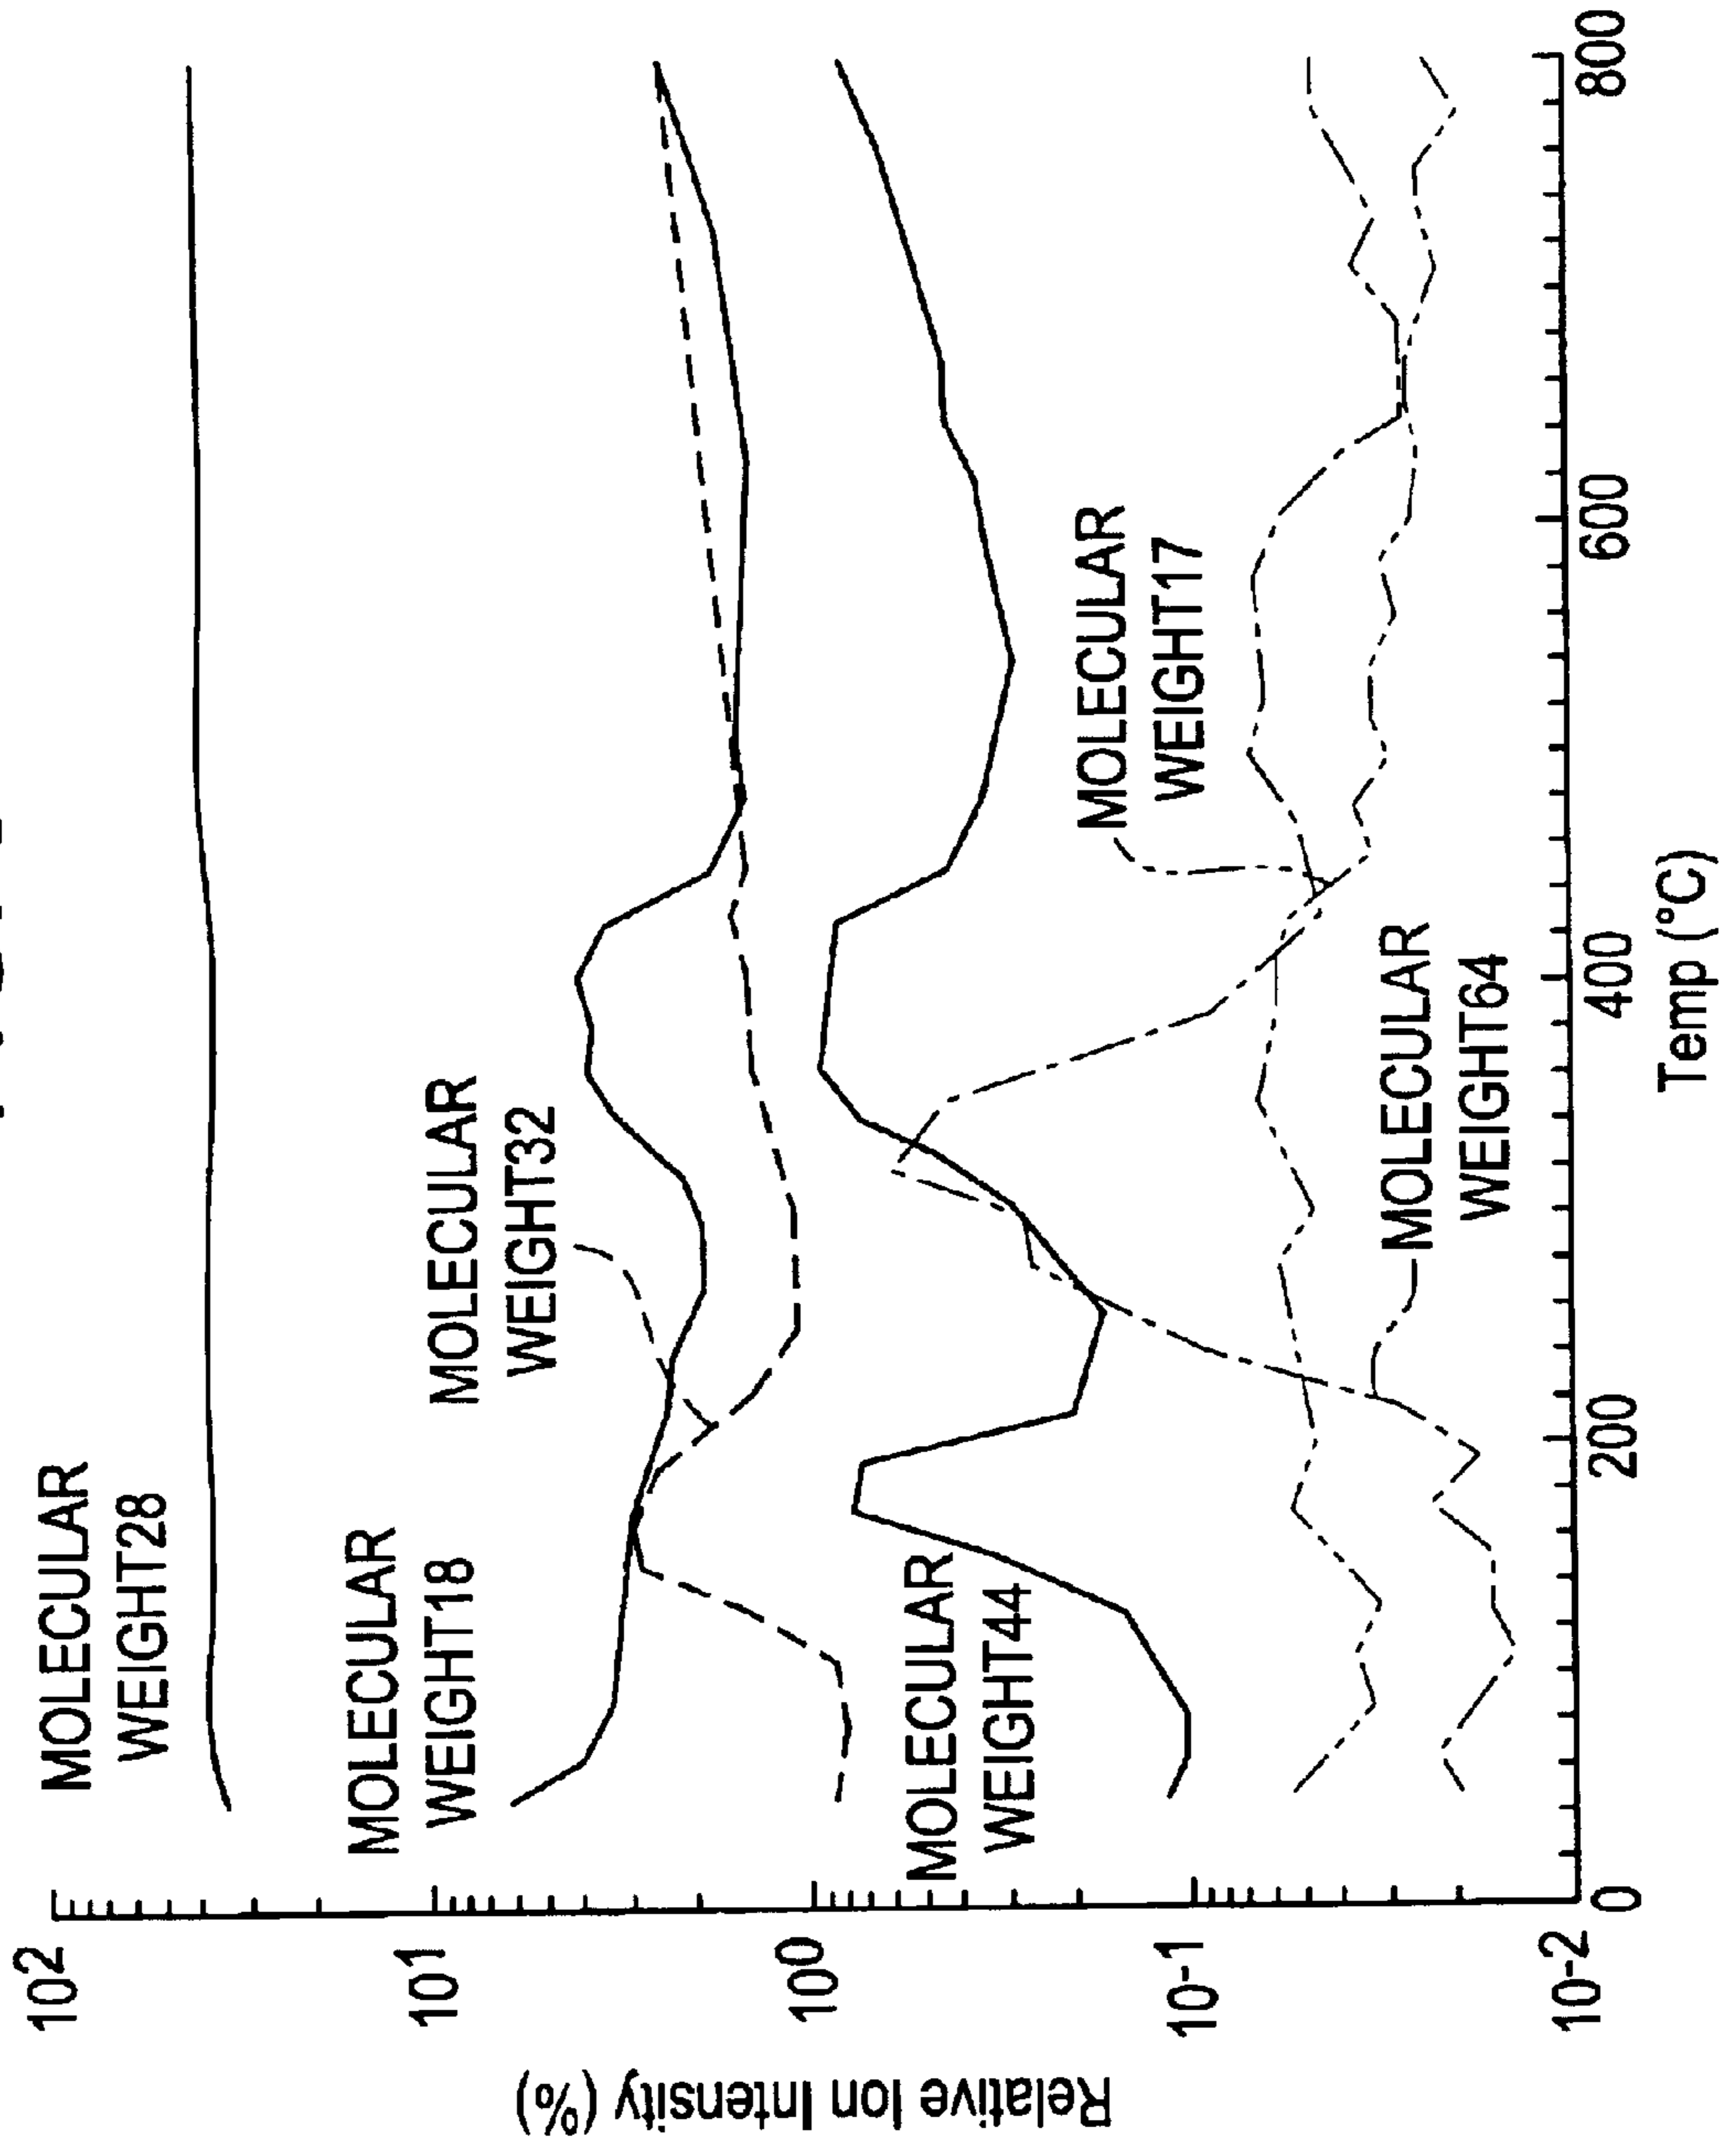 MOLECULAR
WEIGHT28
MOLECULAR
WEIGHT18
MOLECULAR
WEIGHT32
MOLECULAR
WEIGHT44
MOLECULAR
WEIGHT17
MOLECULAR
WEIGHT64
10²
10¹
10⁰
10⁻¹
10⁻²
Relative Ion Intensity (%)
0
200
400
600
800
Temp (°C)